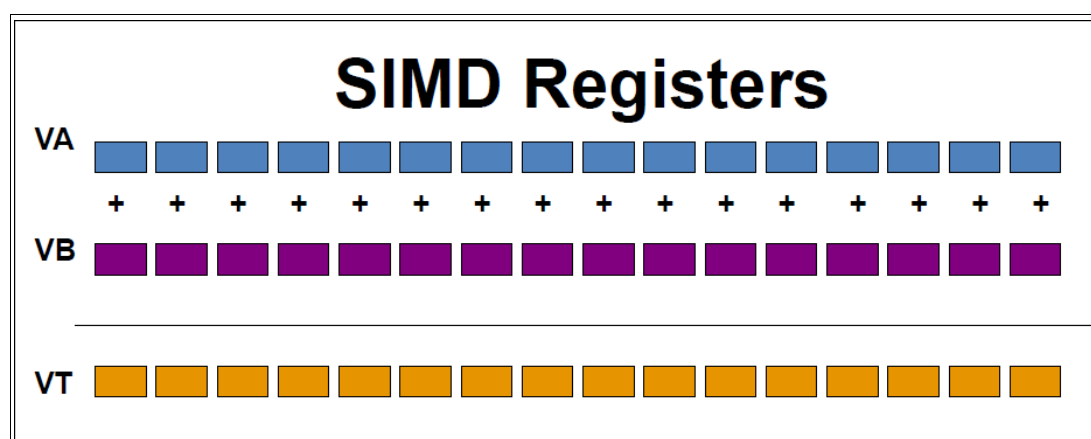 SIMD Registers
VA
+ + + + + + + + + + + + + + + +
VB
VT